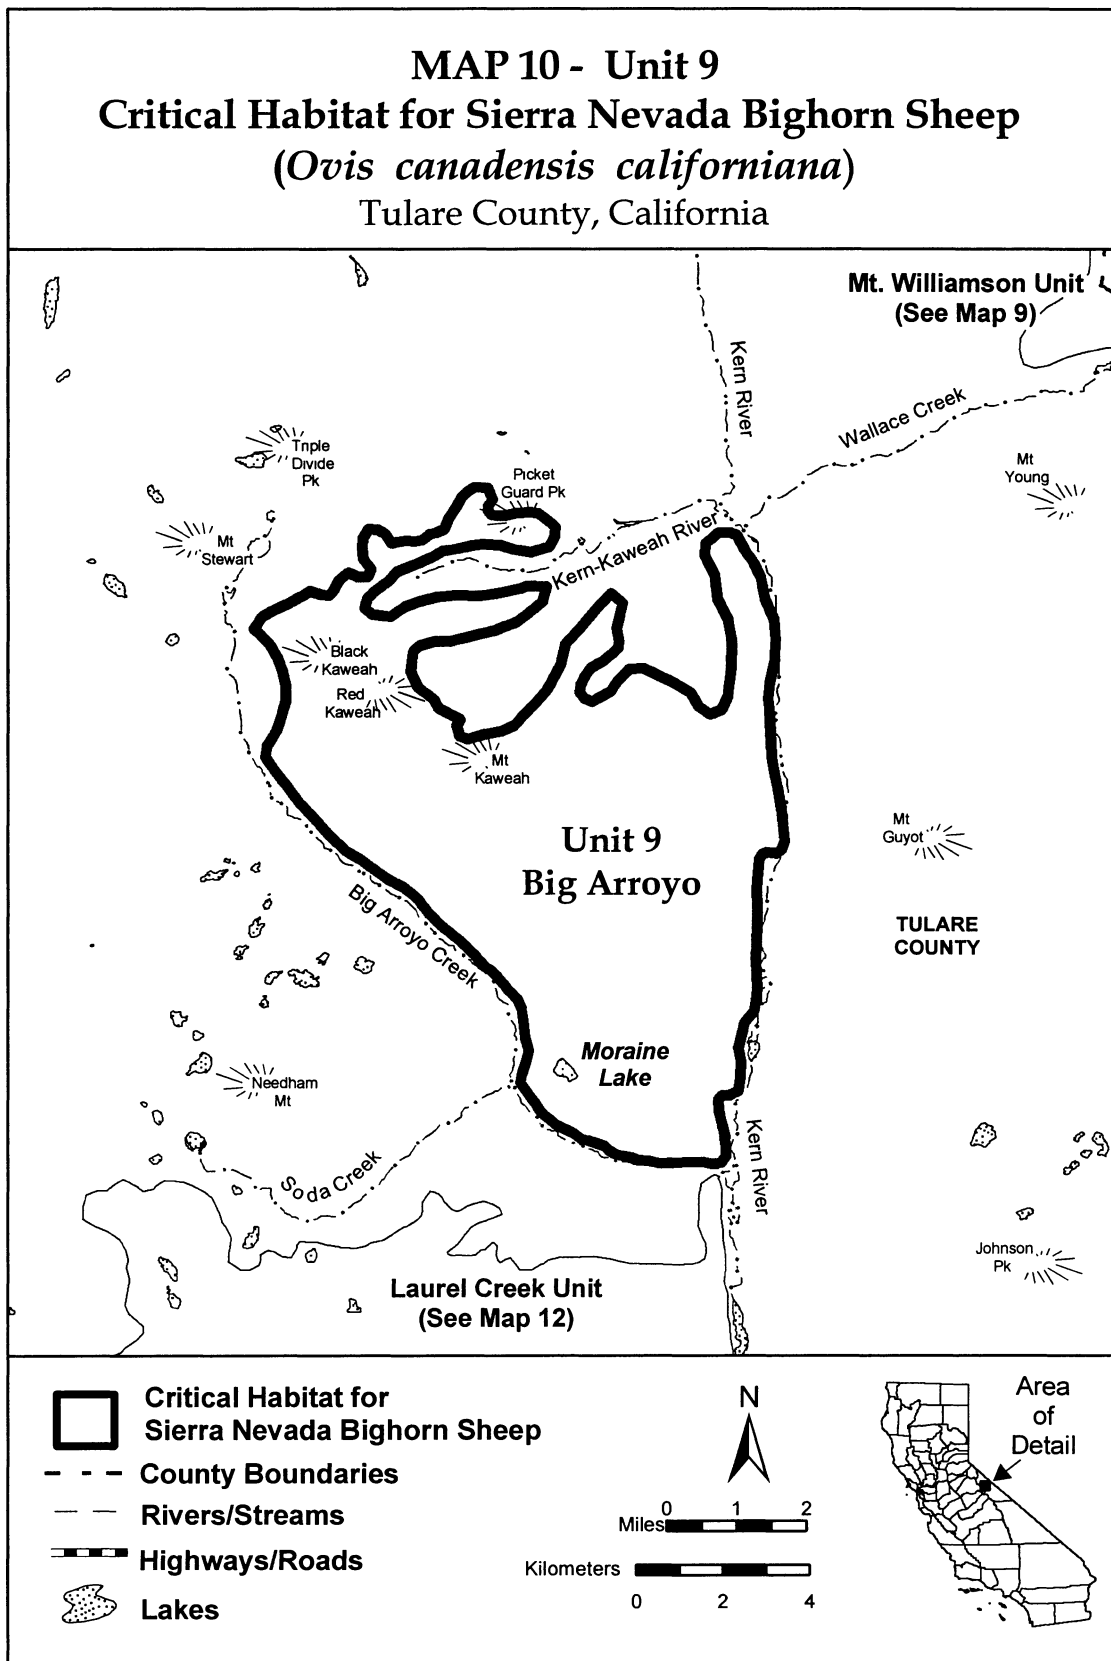 MAP 10 - Unit 9
Critical Habitat for Sierra Nevada Bighorn Sheep
(Ovis canadensis californiana)
Tulare County, California
Mt. Williamson Unit
(See Map 9)
Kern River
Wallace Creek
Triple
Divide
Pk
Picket
Guard Pk
Mt
Young
Mt
Stewart
Kern-Kaweah River
Black
Kaweah
Red
Kaweah
Mt
Kaweah
Unit 9
Big Arroyo
Mt
Guyot
Big Arroyo Creek
TULARE
COUNTY
Moraine
Lake
Needham
Mt
Kern River
Soda Creek
Johnson
Pk
Laurel Creek Unit
(See Map 12)
Critical Habitat for
Sierra Nevada Bighorn Sheep
County Boundaries
Rivers/Streams
Highways/Roads
Lakes
N
0 1 2
Miles
Kilometers
0 2 4
Area
of
Detail